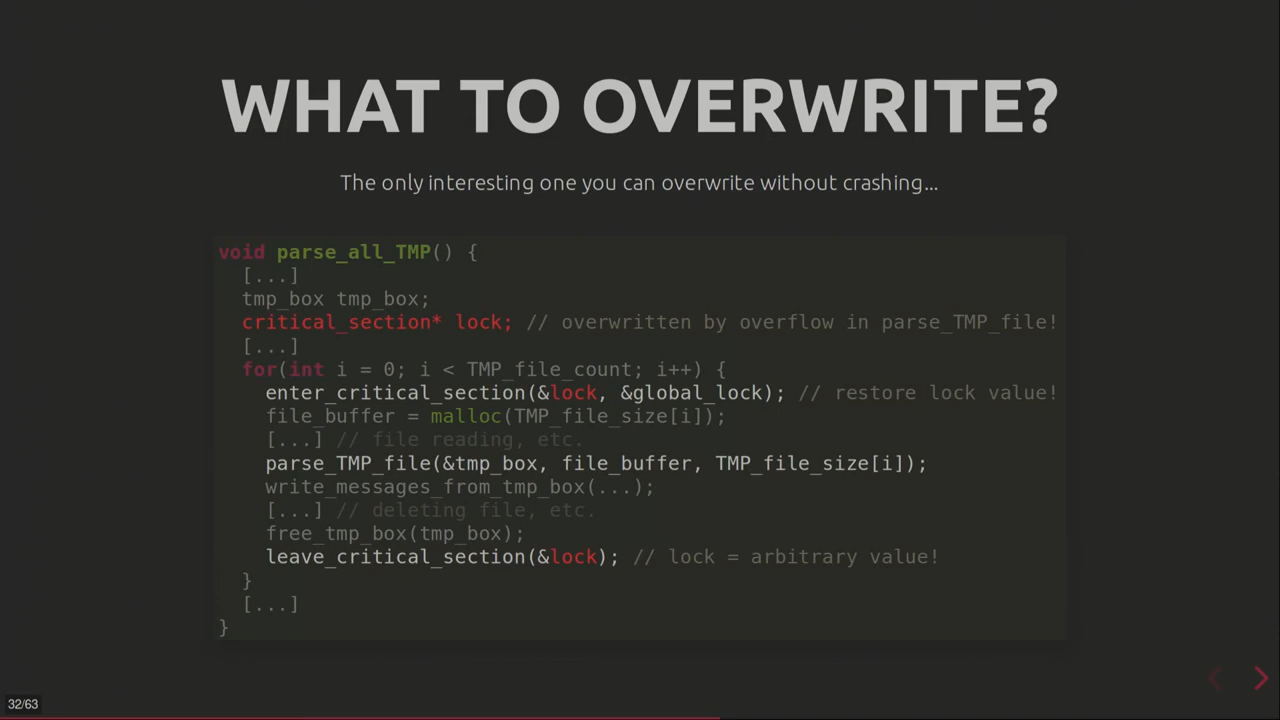 WHAT TO OVERWRITE?
The only interesting one you can overwrite without crashing...
void parse_all_TMP() {
[...]
tmp_box tmp_box;
critical_section* lock; // overwritten by overflow in parse_TMP_file!
[...]
for(int i = 0; i < TMP_file_count; i++) {
enter_critical_section(&lock, &global_lock); // restore lock value!
file_buffer = malloc(TMP_file_size[i]);
[...] // file reading, etc.
parse_TMP_file(&tmp_box, file_buffer, TMP_file_size[i]);
write_messages_from_tmp_box(...);
[...] // deleting file, etc.
free_tmp_box(tmp_box);
leave_critical_section(&lock); // lock = arbitrary value!
}
[...]
}
32/63